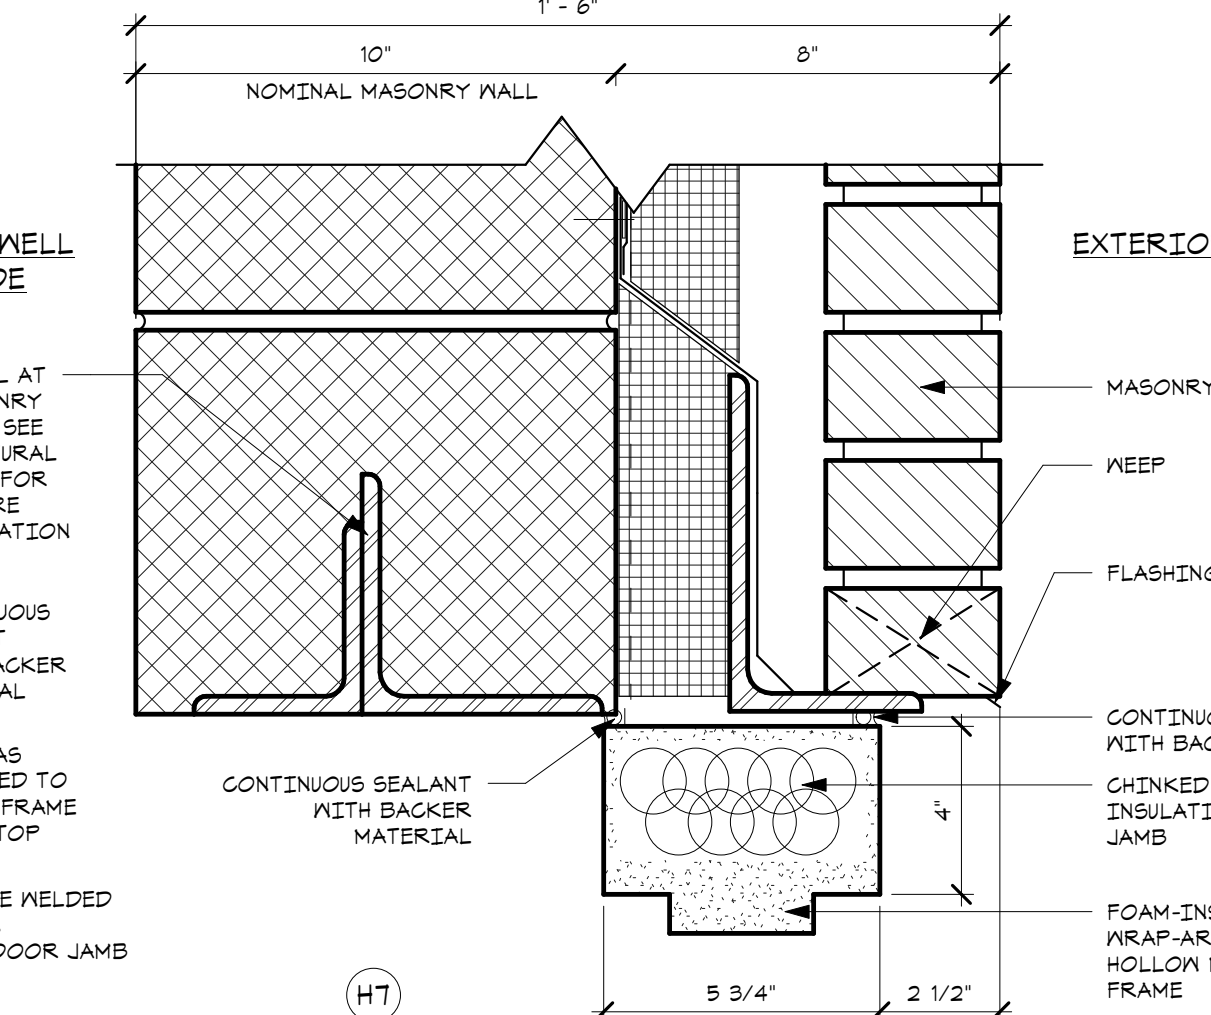 1' - 6"
10"
8"
NOMINAL MASONRY WALL
WELL
DE
EXTERIO
L AT
NRY
SEE
URAL
FOR
RE
ATION
MASONRY
WEEP
FLASHING
UOUS
T
ACKER
AL
AS
ED TO
FRAME
TOP
CONTINUOUS SEALANT
WITH BACKER
MATERIAL
CONTINUO
WITH BAC
CHINKED
INSULATI
JAMB
4"
E WELDED
DOOR JAMB
FOAM-INS
WRAP-AR
HOLLOW
FRAME
H7
5 3/4"
2 1/2"